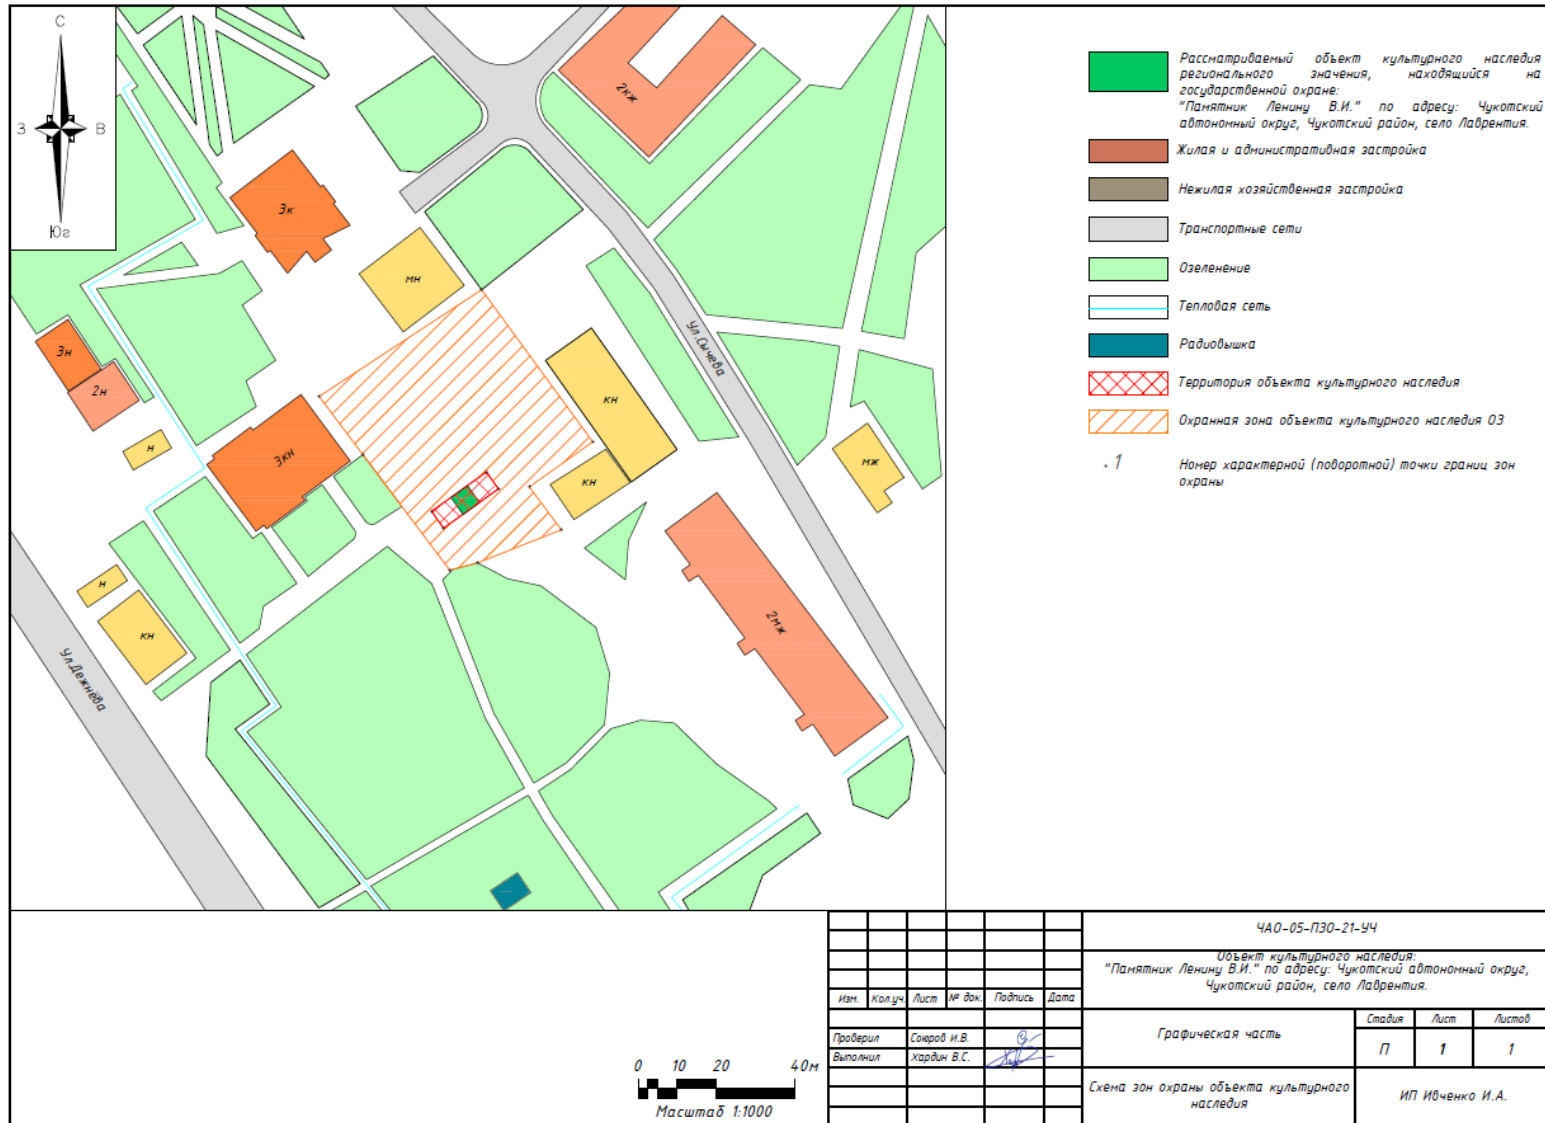 С
З
В
Юг
2кж
3к
мн
3н
2н
н
3кн
кн
кн
мж
н
кн
2мж
Ул.Сычева
Ул.Дежнёва
Рассматриваемый объект культурного наследия
регионального значения, находящийся на
государственной охране:
"Памятник Ленину В.И." по адресу: Чукотский
автономный округ, Чукотский район, село Лаврентия.
Жилая и административная застройка
Нежилая хозяйственная застройка
Транспортные сети
Озеленение
Тепловая сеть
Радиовышка
Территория объекта культурного наследия
Охранная зона объекта культурного наследия ОЗ
.1
Номер характерной (поворотной) точки границ зон
охраны
0 10 20 40м
Масштаб 1:1000
ЧАО-05-ПЗО-21-УЧ
Объект культурного наследия:
"Памятник Ленину В.И." по адресу: Чукотский автономный округ,
Чукотский район, село Лаврентия.
Изм. Кол.уч. Лист № док. Подпись Дата
Проверил Союров И.В.
Выполнил Хардин В.С.
Графическая часть
Стадия Лист Листов
П 1 1
Схема зон охраны объекта культурного
наследия
ИП Ивченко И.А.